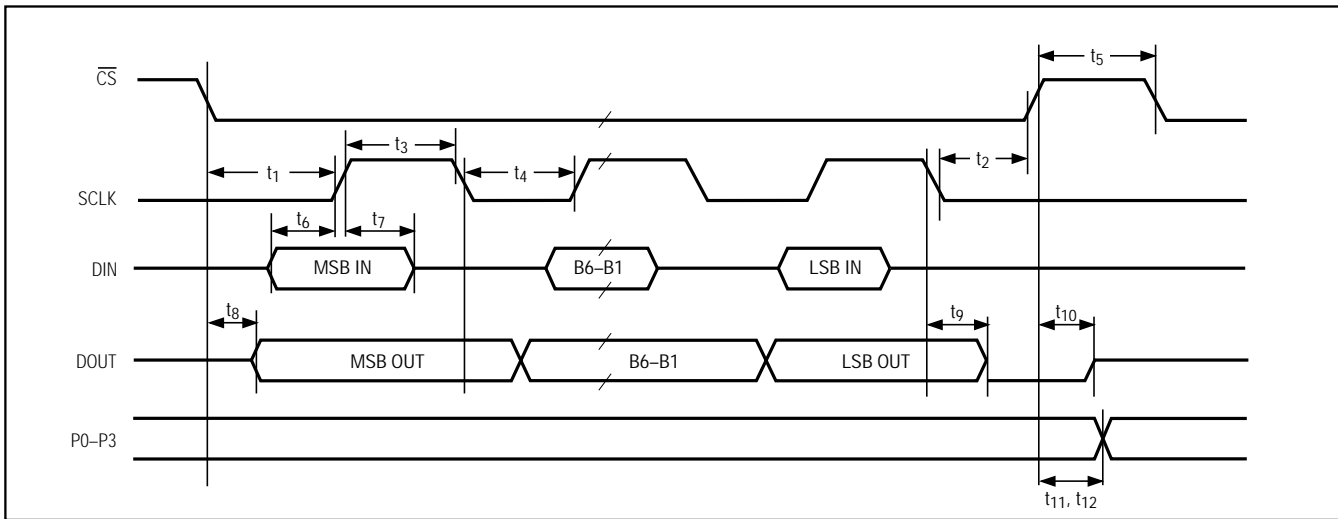 CS
t5
t3
t2
t1
t4
SCLK
t6
t7
DIN
MSB IN
B6–B1
LSB IN
t8
t9
t10
DOUT
MSB OUT
B6–B1
LSB OUT
P0–P3
t11, t12